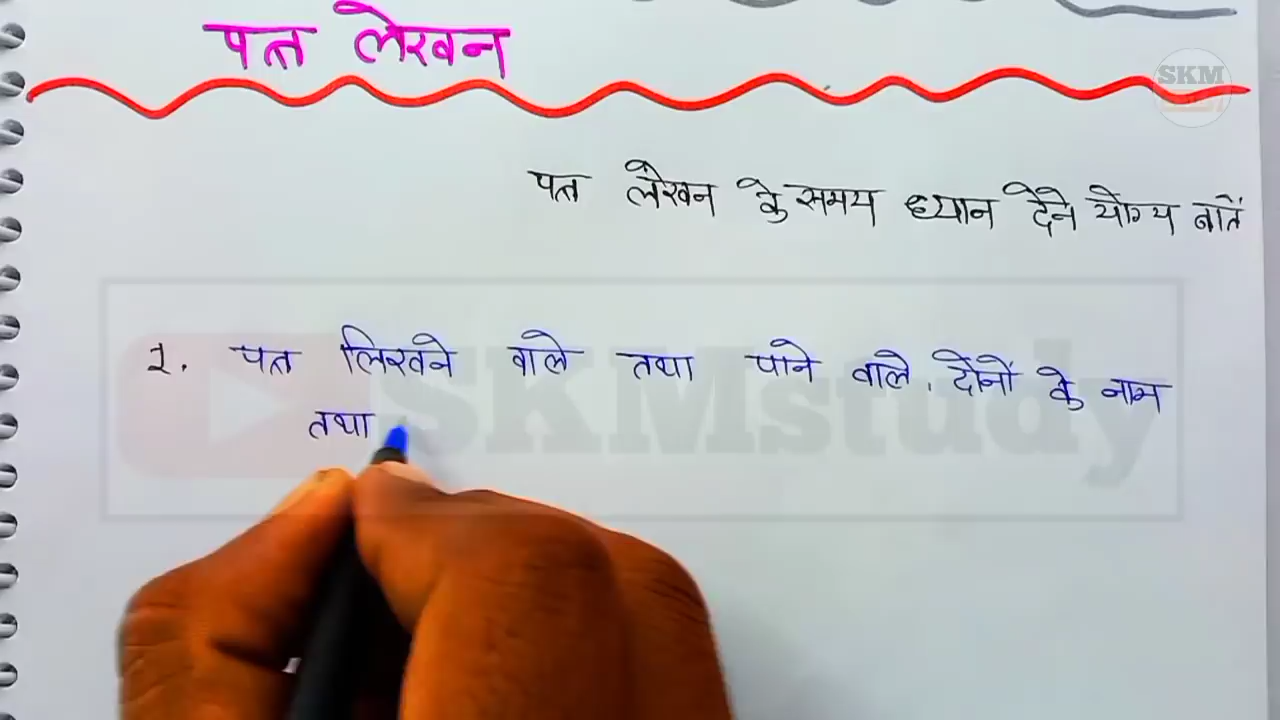 पत्र लेखन
SKM
पत्र लेखन के समय ध्यान देने योग्य बातें
1. पत्र लिखने वाले तथा पाने वाले, दोनों के नाम
तथा
SKMstudy